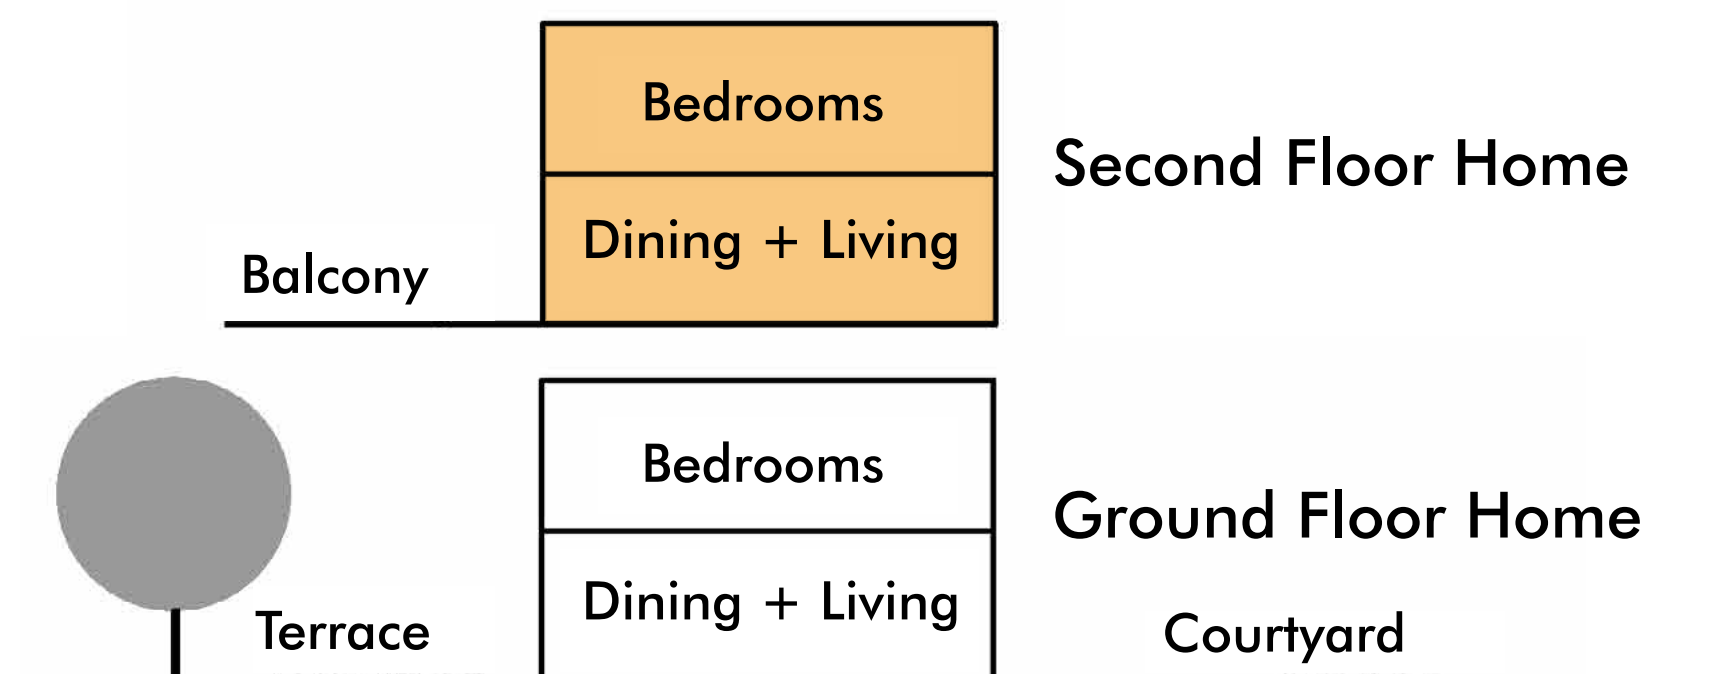 Bedrooms
Second Floor Home
Dining + Living
Balcony
Bedrooms
Ground Floor Home
Dining + Living
Terrace
Courtyard